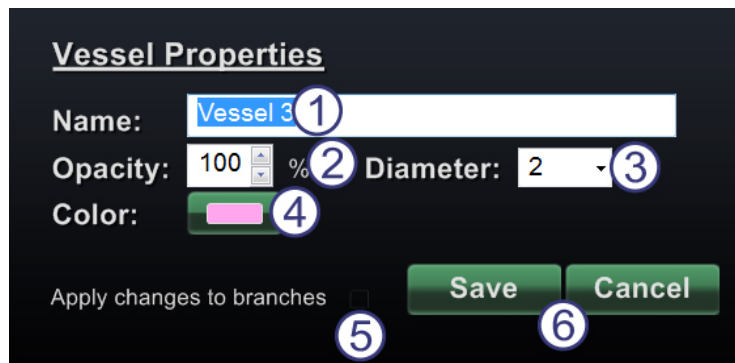 Vessel Properties
Name: Vessel 3 1
Opacity: 100 % 2 Diameter: 2 3
Color: 4
Apply changes to branches 5 Save Cancel 6